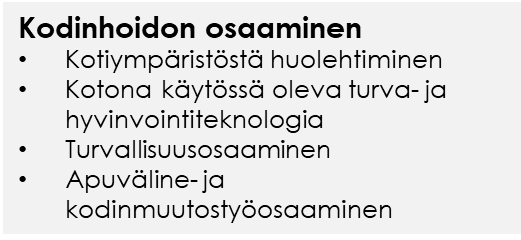 Kodinhoidon osaaminen
• Kotiympäristöstä huolehtiminen
• Kotona käytössä oleva turva- ja
hyvinvointiteknologia
• Turvallisuusosaaminen
• Apuväline- ja
kodinmuutostyöosaaminen